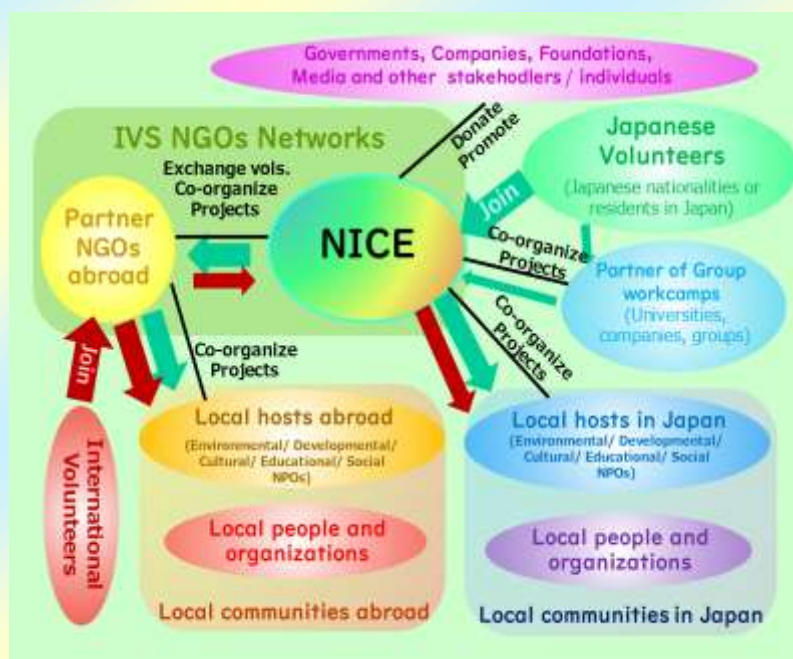 Governments, Companies, Foundations,
Media and other stakehodlers / individuals
IVS NGOs Networks
Donate
Promote
Exchange vols.
Co-organize
Projects
Japanese
Volunteers
(Japanese nationalities or
residents in Japan)
Join
Partner
NGOs
abroad
NICE
Co-organize
Projects
Partner of Group
workcamps
(Universities,
companies, groups)
Co-organize
Projects
Join
Co-organize
Projects
International
Volunteers
Local hosts abroad
(Environmental/ Developmental/
Cultural/ Educational/ Social
NPOs)
Local people and
organizations
Local communities abroad
Local hosts in Japan
(Environmental/ Developmental/
Cultural/ Educational/ Social
NPOs)
Local people and
organizations
Local communities in Japan